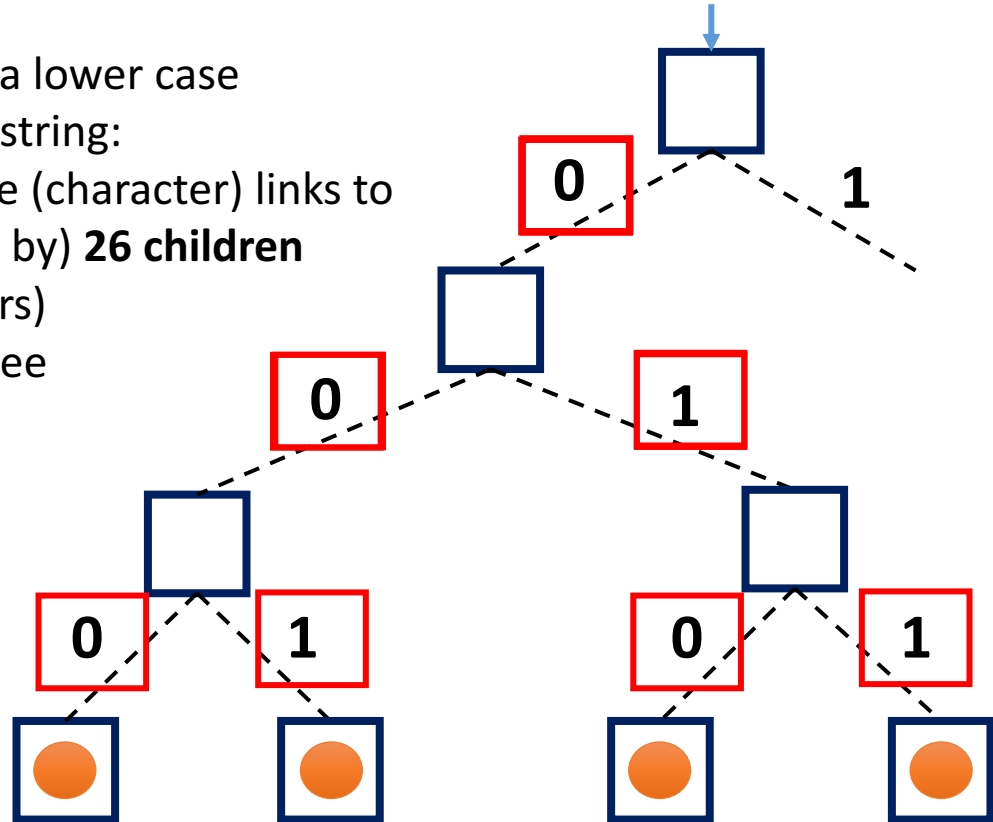 a lower case
string:
e (character) links to
by) 26 children
rs)
ee
0 1
0 1
0 1 0 1